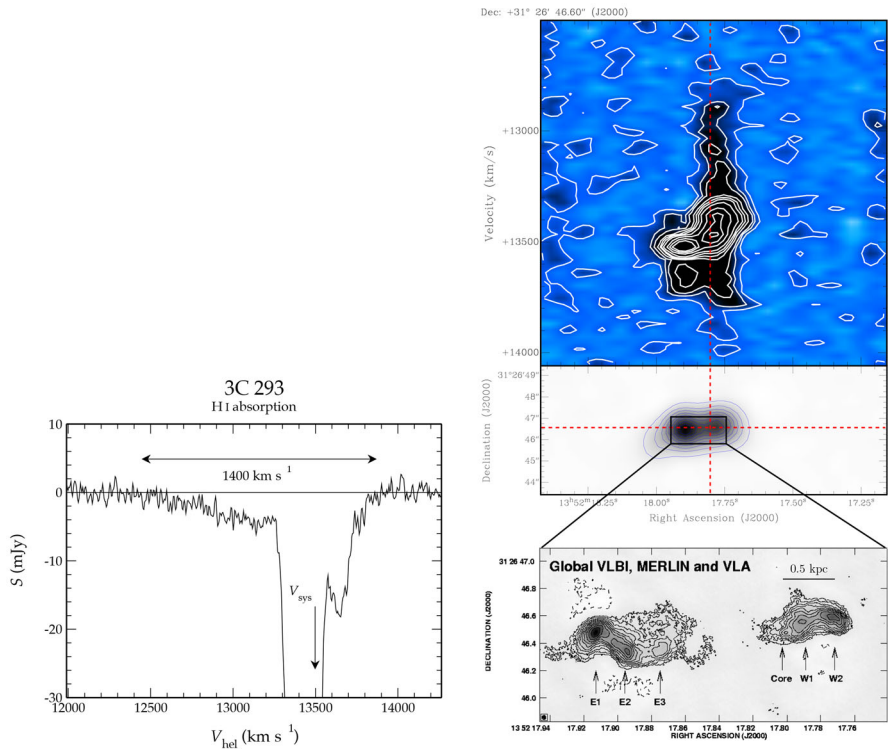 3C 293
H I absorption
10
0
-10
-20
-30
S (mJy)
1400 km s⁻¹
V_sys
12000 12500 13000 13500 14000
V_hel (km s⁻¹)
Dec: +31° 26' 46.60" (J2000)
+13000
+13500
+14000
Velocity (km/s)
31°26'49"
48"
47"
46"
45"
44"
Declination (J2000)
13ʰ52ᵐ18.25ˢ 18.00ˢ 17.75ˢ 17.50ˢ 17.25ˢ
Right Ascension (J2000)
Global VLBI, MERLIN and VLA
0.5 kpc
31 26 47.0
46.8
46.6
46.4
46.2
46.0
DECLINATION (J2000)
Core W1 W2
E1 E2 E3
13 52 17.94 17.92 17.90 17.88 17.86 17.84 17.82 17.80 17.78 17.76
RIGHT ASCENSION (J2000)